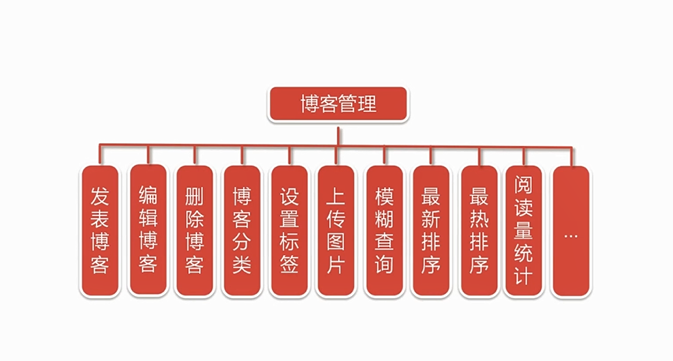 博客管理
发表博客
编辑博客
删除博客
博客分类
设置标签
上传图片
模糊查询
最新排序
最热排序
阅读量统计
...